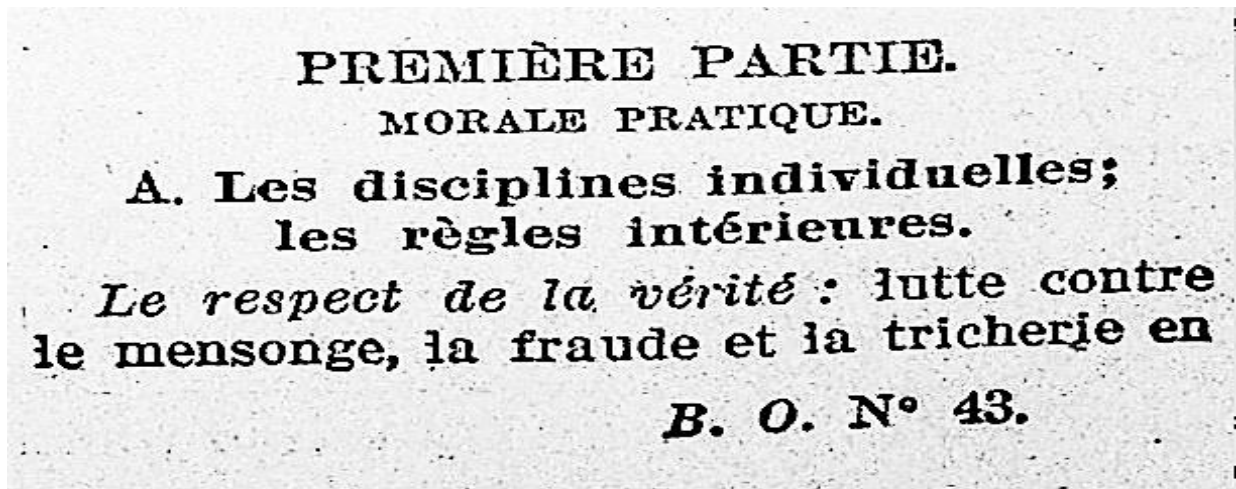 PREMIÈRE PARTIE.
MORALE PRATIQUE.
A. Les disciplines individuelles;
les règles intérieures.
Le respect de la vérité : lutte contre
le mensonge, la fraude et la tricherie en
B. O. N° 43.